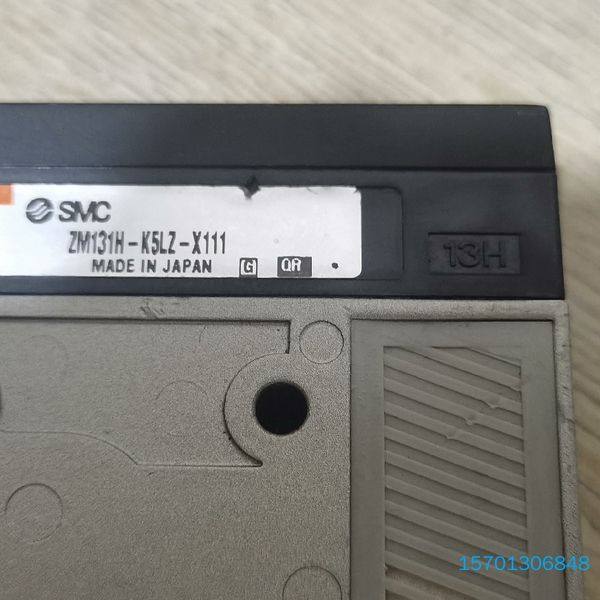 SMC
ZM131H-K5LZ-X111
MADE IN JAPAN G QR
13H
15701306848